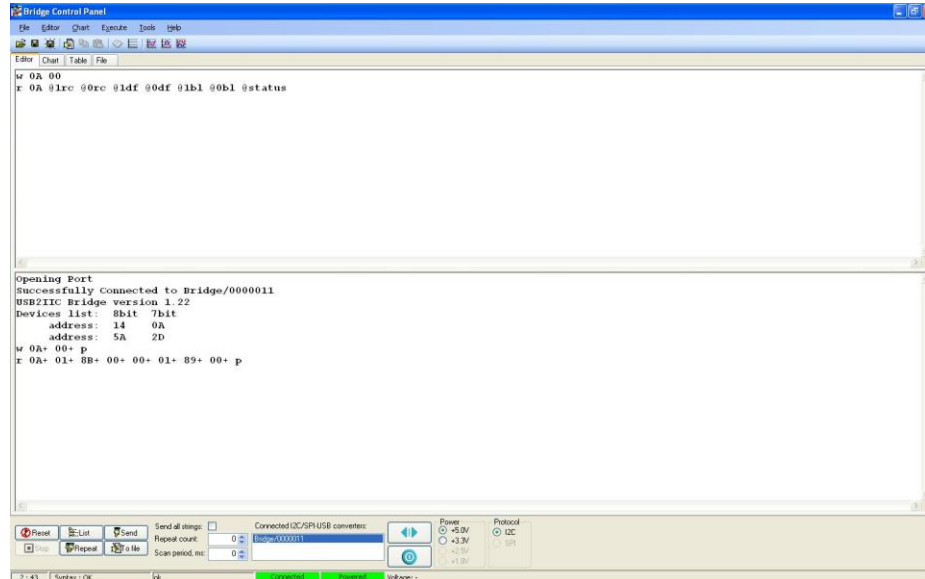 Bridge Control Panel
File Editor Chart Execute Tools Help
Editor Chart Table File
w 0A 00
r 0A @1rc @0rc @1df @0df @1bl @0bl @status
Opening Port
Successfully Connected to Bridge/0000011
USB2IIC Bridge version 1.22
Devices list: 8bit 7bit
address: 14 0A
address: 5A 2D
w 0A+ 00+ p
r 0A+ 01+ 8B+ 00+ 00+ 01+ 89+ 00+ p
Reset List Send
Stop Repeat To file
Send all strings:
Repeat count: 0
Scan period, ms: 0
Connected I2C/SPI-USB converters:
Bridge/0000011
Power
+5.0V
+3.3V
+2.5V
+1.8V
Protocol
I2C
SPI
2 : 43 Syntax : OK ok Connected Powered Voltage: -